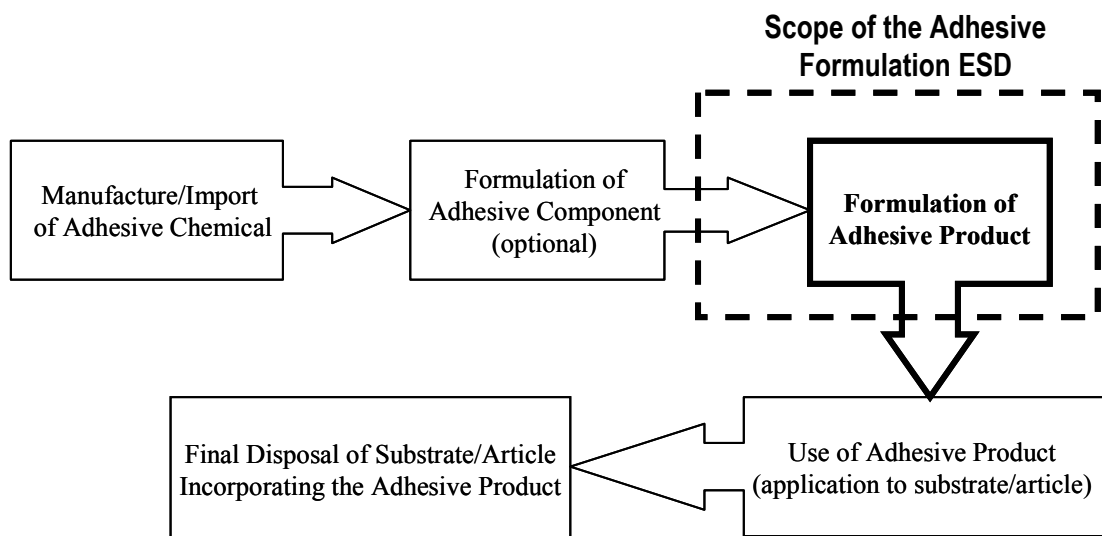 Scope of the Adhesive
Formulation ESD
Manufacture/Import
of Adhesive Chemical
Formulation of
Adhesive Component
(optional)
Formulation of
Adhesive Product
Use of Adhesive Product
(application to substrate/article)
Final Disposal of Substrate/Article
Incorporating the Adhesive Product